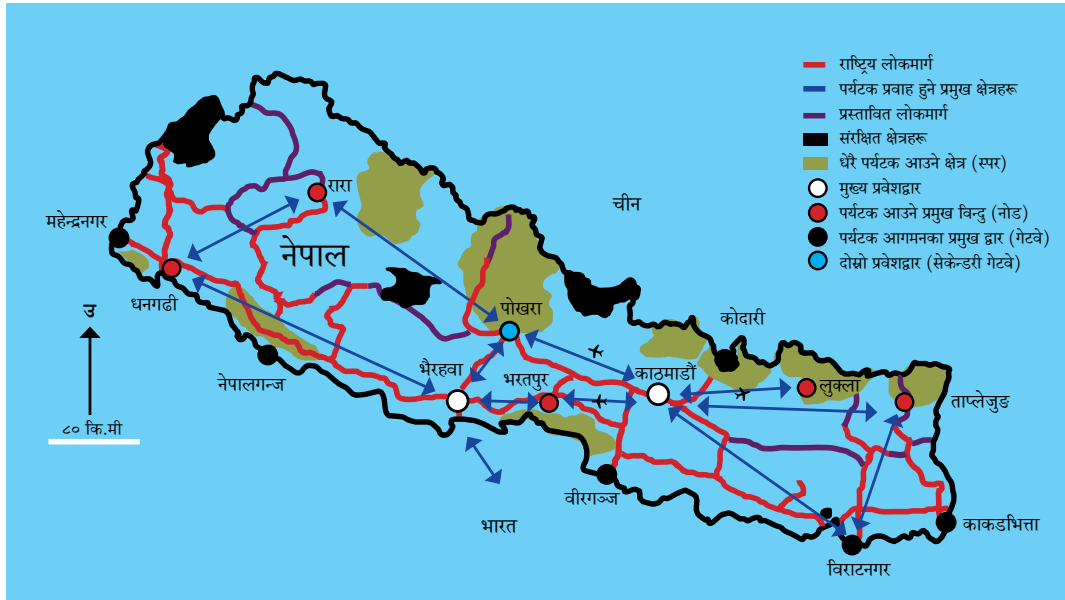 राष्ट्रिय लोकमार्ग
पर्यटक प्रवाह हुने प्रमुख क्षेत्रहरू
प्रस्तावित लोकमार्ग
संरक्षित क्षेत्रहरू
धेरै पर्यटक आउने क्षेत्र (स्पर)
मुख्य प्रवेशद्वार
पर्यटक आउने प्रमुख विन्दु (नोड)
पर्यटक आगमनका प्रमुख द्वार (गेटवे)
दोस्रो प्रवेशद्वार (सेकेन्डरी गेटवे)
रारा
चीन
महेन्द्रनगर
नेपाल
धनगढी
उ
पोखरा
कोदारी
नेपालगन्ज
भैरहवा
भरतपुर
काठमाडौं
लुक्ला
ताप्लेजुङ
८० कि.मी
वीरगञ्ज
भारत
काकडभित्ता
विराटनगर